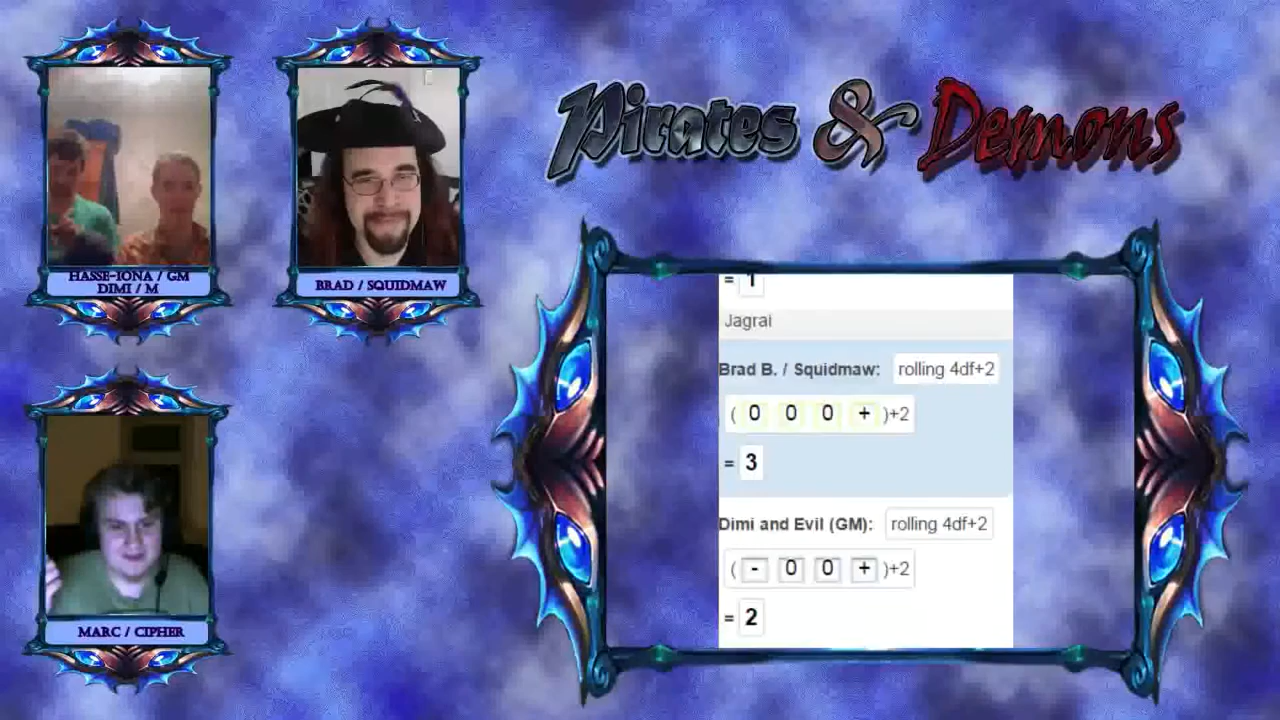 Pirates & Demons
HASSE-IONA / GM
DIMI / M
BRAD / SQUIDMAW
MARC / CIPHER
= 1
Jagrai
Brad B. / Squidmaw: rolling 4df+2
( 0 0 0 + )+2
= 3
Dimi and Evil (GM): rolling 4df+2
( - 0 0 + )+2
= 2